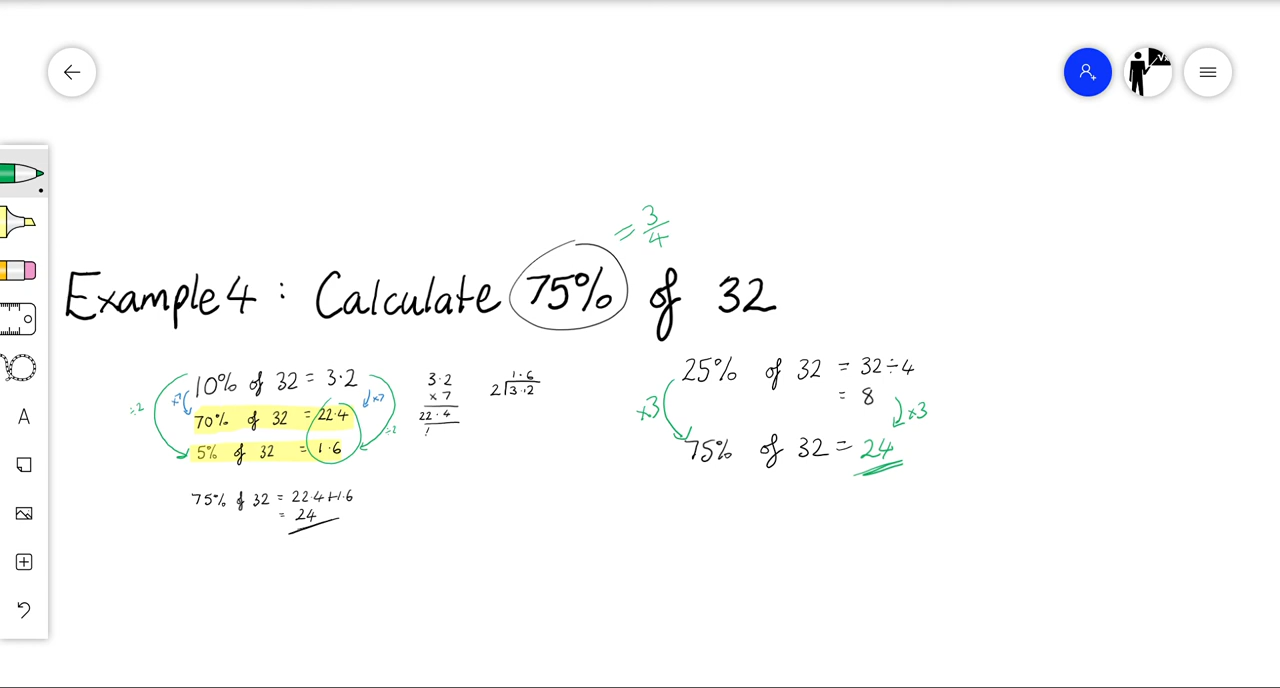 = 3/4
Example 4 : Calculate 75% of 32
10% of 32 = 3.2
×7
×7
÷2
÷2
70% of 32 = 22.4
5% of 32 = 1.6
75% of 32 = 22.4+1.6
= 24
3.2
×7
22.4
1
1.6
2 3.2
25% of 32 = 32÷4
= 8
×3
×3
75% of 32 = 24
A